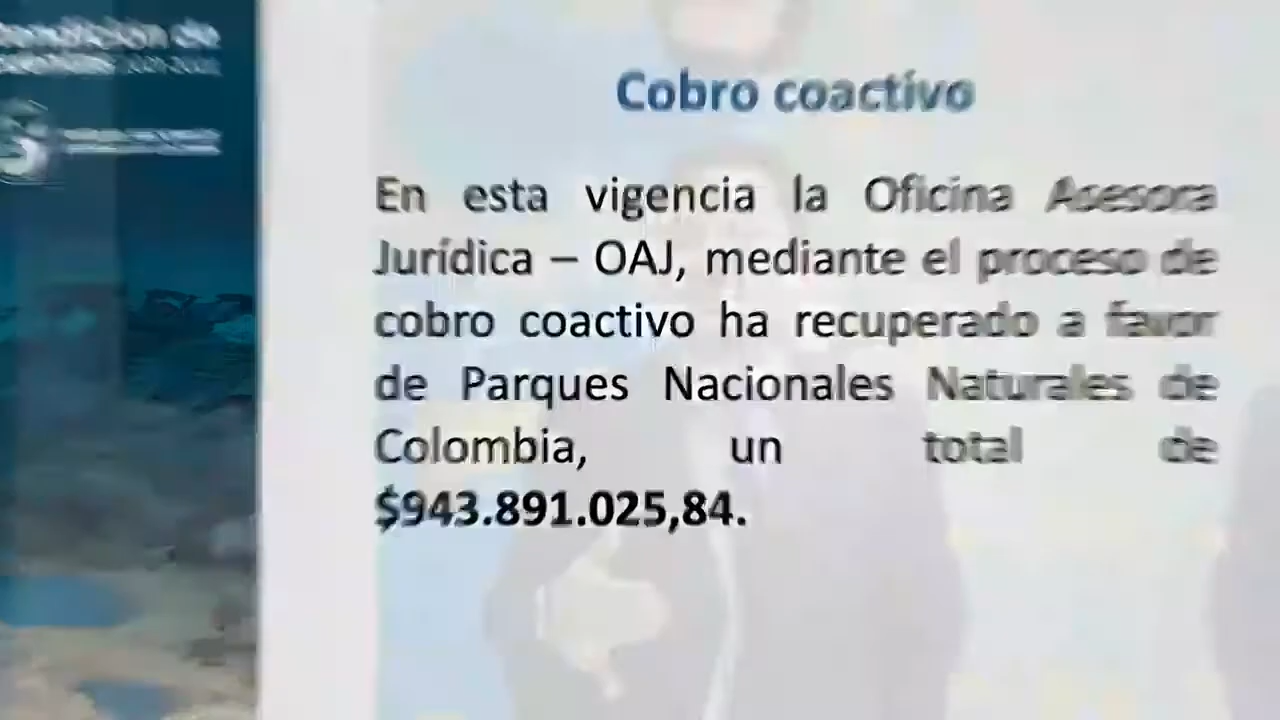 Cobro coactivo
En esta vigencia la Oficina Asesora
Jurídica – OAJ, mediante el proceso de
cobro coactivo ha recuperado a favor
de Parques Nacionales Naturales de
Colombia, un total de
$943.891.025,84.